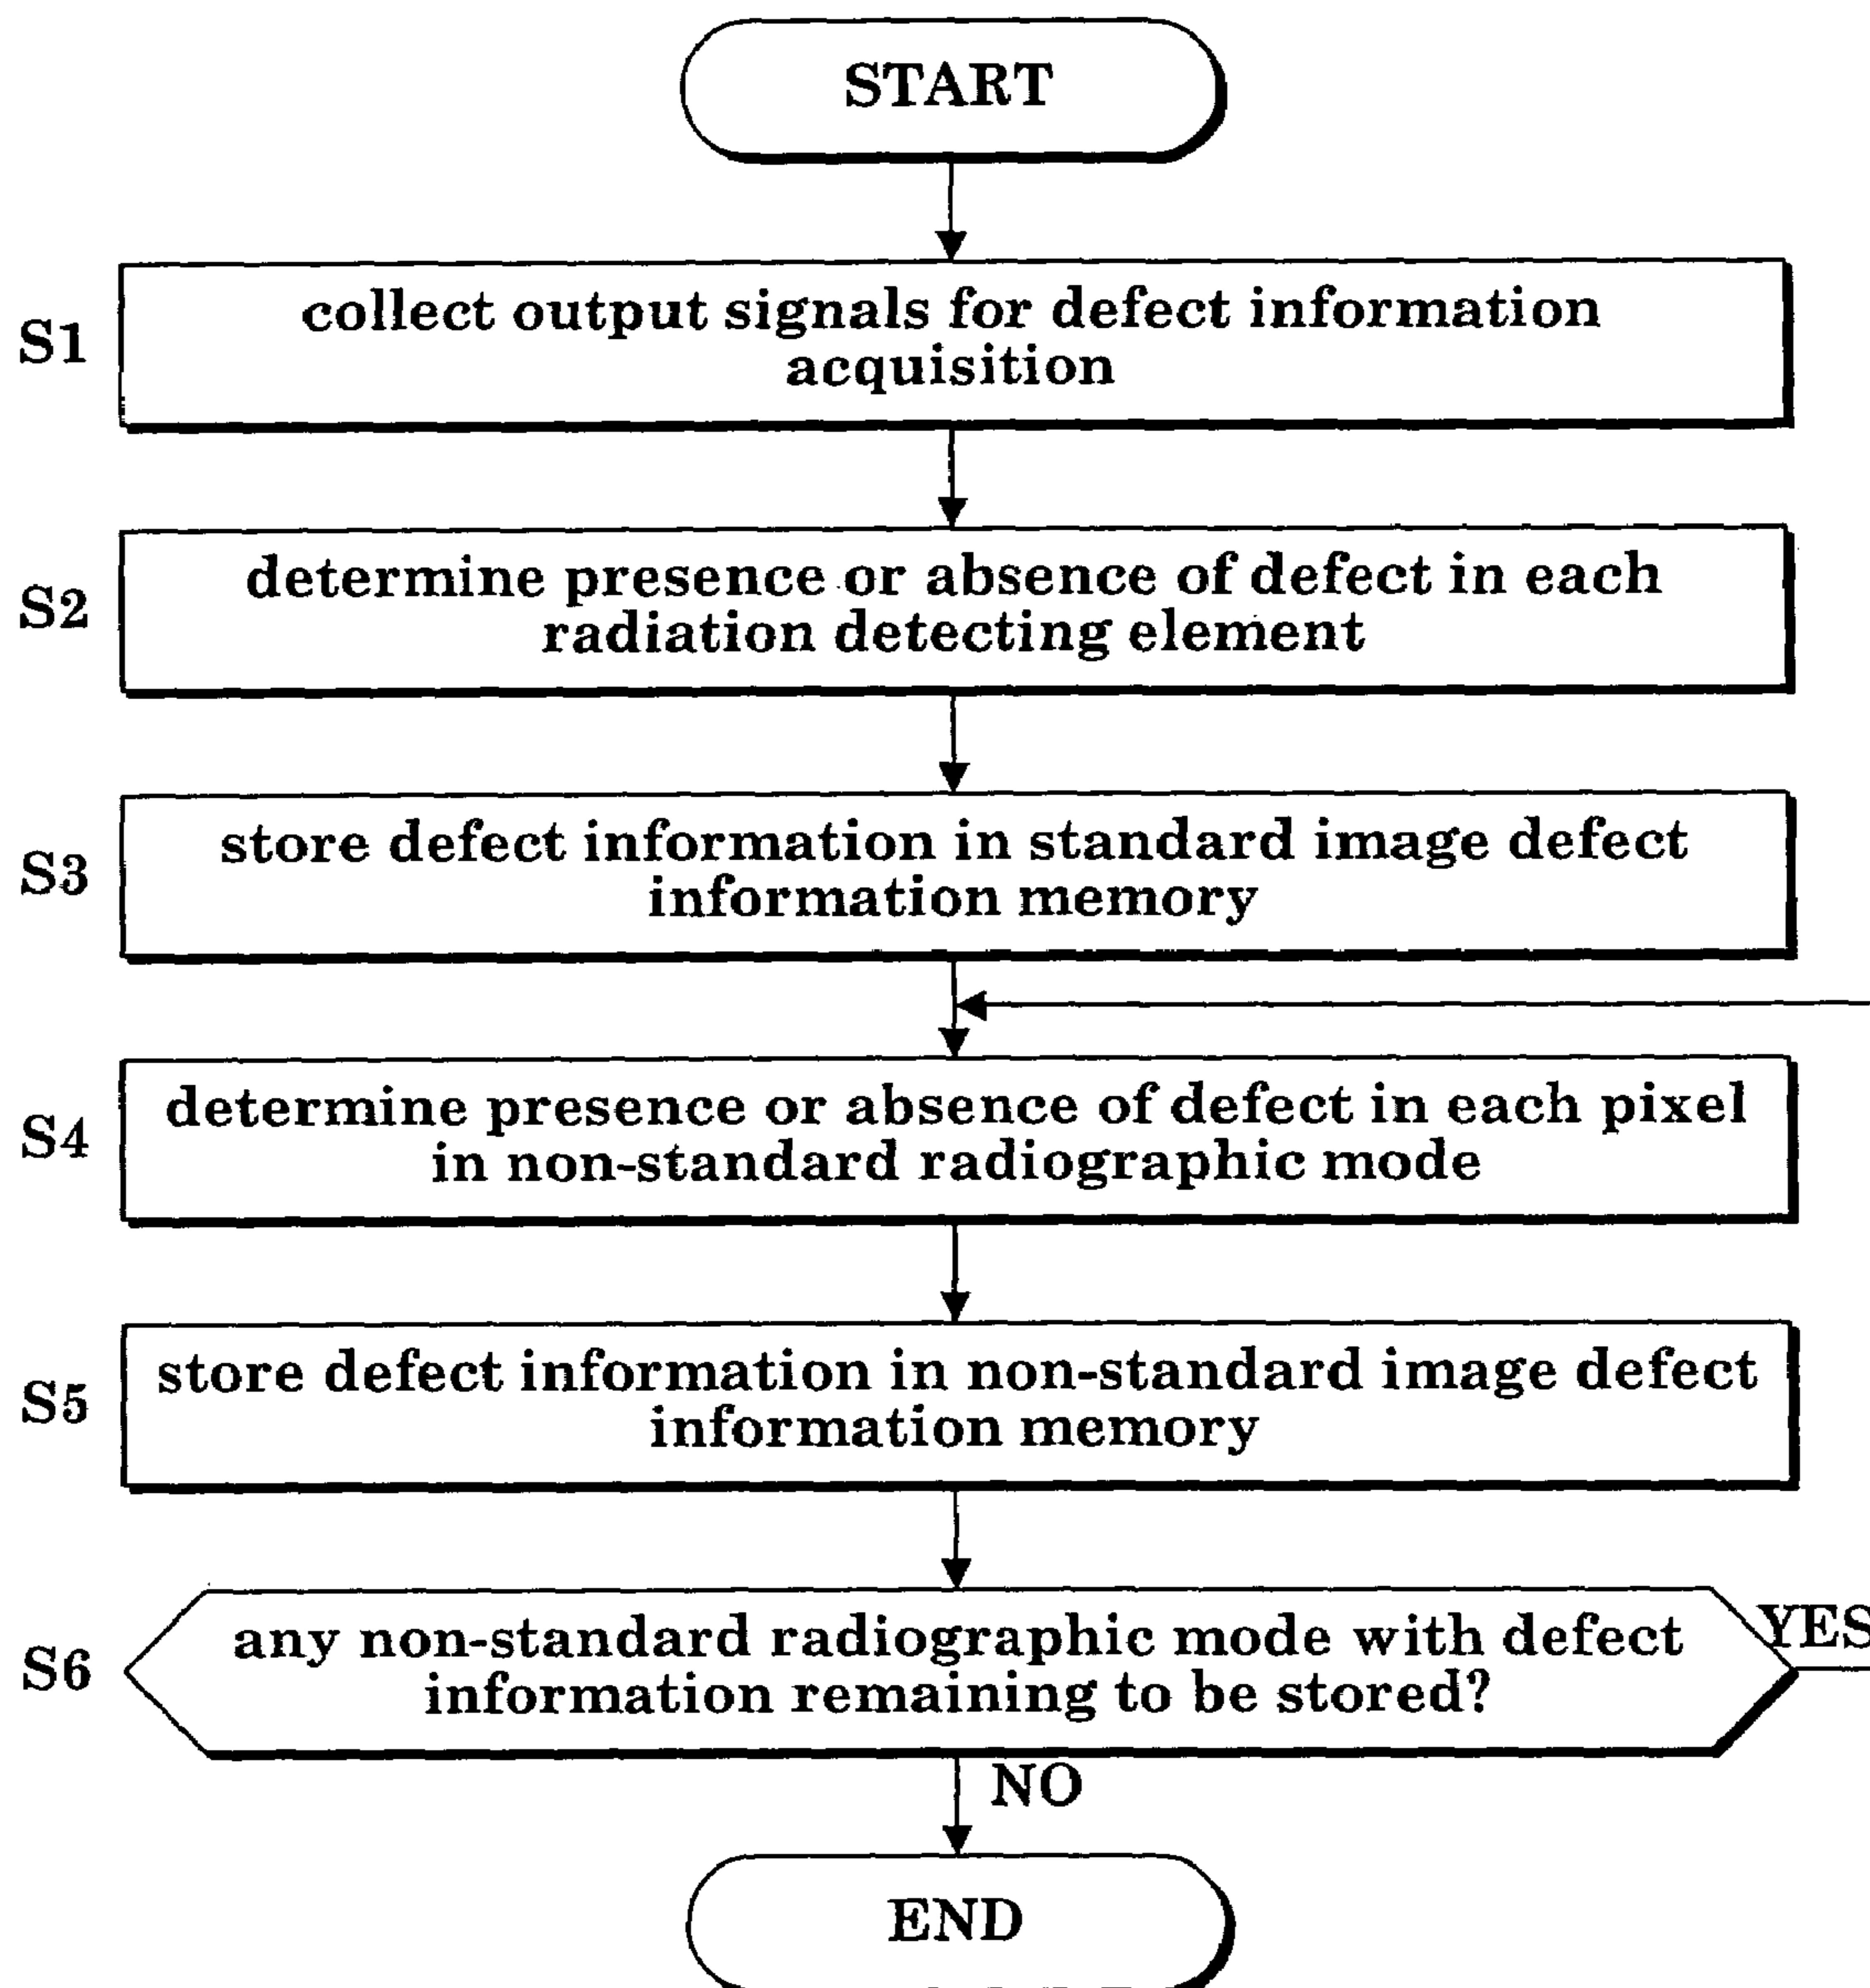 START
S1
collect output signals for defect information
acquisition
S2
determine presence or absence of defect in each
radiation detecting element
S3
store defect information in standard image defect
information memory
S4
determine presence or absence of defect in each pixel
in non-standard radiographic mode
S5
store defect information in non-standard image defect
information memory
S6
any non-standard radiographic mode with defect
information remaining to be stored?
YES
NO
END